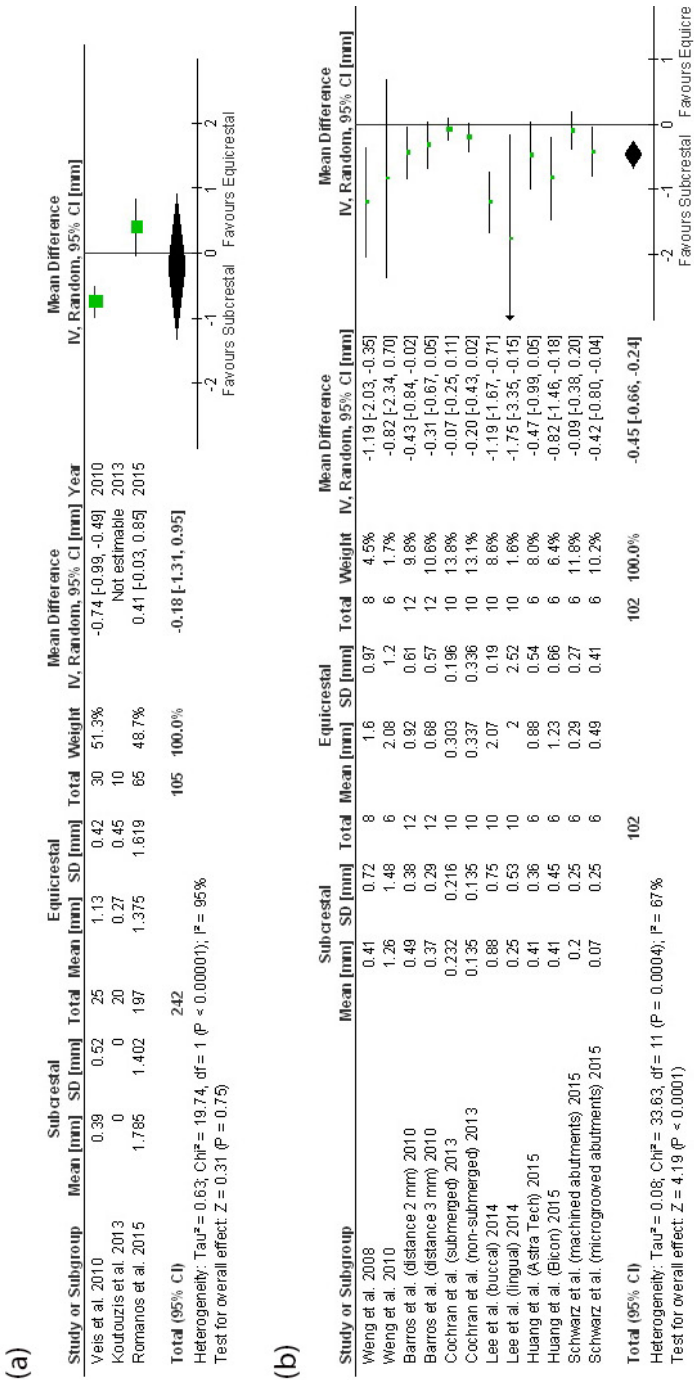 (a)
Subcrestal Equicrestal Mean Difference Mean Difference
Study or Subgroup Mean [mm] SD [mm] Total Mean [mm] SD [mm] Total Weight IV, Random, 95% CI [mm] Year IV, Random, 95% CI [mm]
Veis et al. 2010 0.39 0.52 25 1.13 0.42 30 51.3% -0.74 [-0.99, -0.49] 2010
Koutouzis et al. 2013 0 0 20 0.27 0.45 10 Not estimable 2013
Romanos et al. 2015 1.785 1.402 197 1.375 1.619 65 48.7% 0.41 [-0.03, 0.85] 2015
Total (95% CI) 242 105 100.0% -0.18 [-1.31, 0.95]
Heterogeneity: Tau² = 0.63; Chi² = 19.74, df = 1 (P < 0.00001); I² = 95%
Test for overall effect: Z = 0.31 (P = 0.75)
-2 -1 0 1 2
Favours Subcrestal Favours Equicrestal
(b)
Subcrestal Equicrestal Mean Difference Mean Difference
Study or Subgroup Mean [mm] SD [mm] Total Mean [mm] SD [mm] Total Weight IV, Random, 95% CI [mm] IV, Random, 95% CI [mm]
Weng et al. 2008 0.41 0.72 8 1.6 0.97 8 4.5% -1.19 [-2.03, -0.35]
Weng et al. 2010 1.26 1.48 6 2.08 1.2 6 1.7% -0.82 [-2.34, 0.70]
Barros et al. (distance 2 mm) 2010 0.49 0.38 12 0.92 0.61 12 9.8% -0.43 [-0.84, -0.02]
Barros et al. (distance 3 mm) 2010 0.37 0.29 12 0.68 0.57 12 10.6% -0.31 [-0.67, 0.05]
Cochran et al. (submerged) 2013 0.232 0.216 10 0.303 0.196 10 13.8% -0.07 [-0.25, 0.11]
Cochran et al. (non-submerged) 2013 0.135 0.135 10 0.337 0.336 10 13.1% -0.20 [-0.43, 0.02]
Lee et al. (buccal) 2014 0.88 0.75 10 2.07 0.19 10 8.6% -1.19 [-1.67, -0.71]
Lee et al. (lingual) 2014 0.25 0.53 10 2 2.52 10 1.6% -1.75 [-3.35, -0.15]
Huang et al. (Astra Tech) 2015 0.41 0.36 6 0.88 0.54 6 8.0% -0.47 [-0.99, 0.05]
Huang et al. (Bicon) 2015 0.41 0.45 6 1.23 0.66 6 6.4% -0.82 [-1.46, -0.18]
Schwarz et al. (machined abutments) 2015 0.2 0.25 6 0.29 0.27 6 11.8% -0.09 [-0.38, 0.20]
Schwarz et al. (microgrooved abutments) 2015 0.07 0.25 6 0.49 0.41 6 10.2% -0.42 [-0.80, -0.04]
Total (95% CI) 102 102 100.0% -0.45 [-0.66, -0.24]
Heterogeneity: Tau² = 0.08; Chi² = 33.63, df = 11 (P = 0.0004); I² = 67%
Test for overall effect: Z = 4.19 (P < 0.0001)
-2 -1 0 1
Favours Subcrestal Favours Equicre